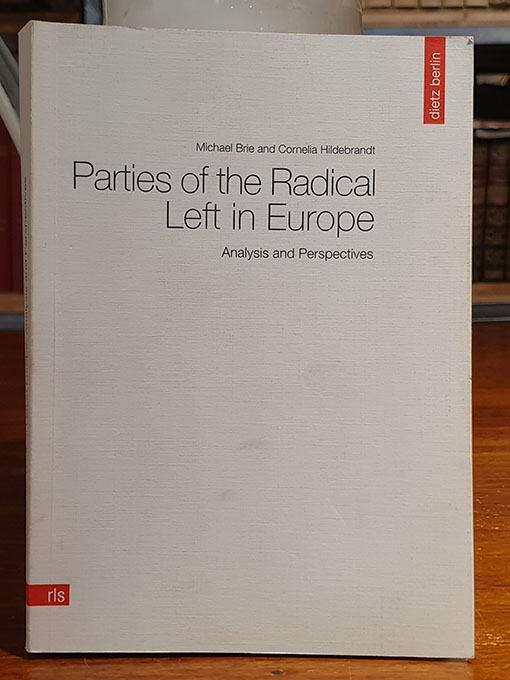 dietz berlin
Michael Brie and Cornelia Hildebrandt
Parties of the Radical
Left in Europe
Analysis and Perspectives
rls